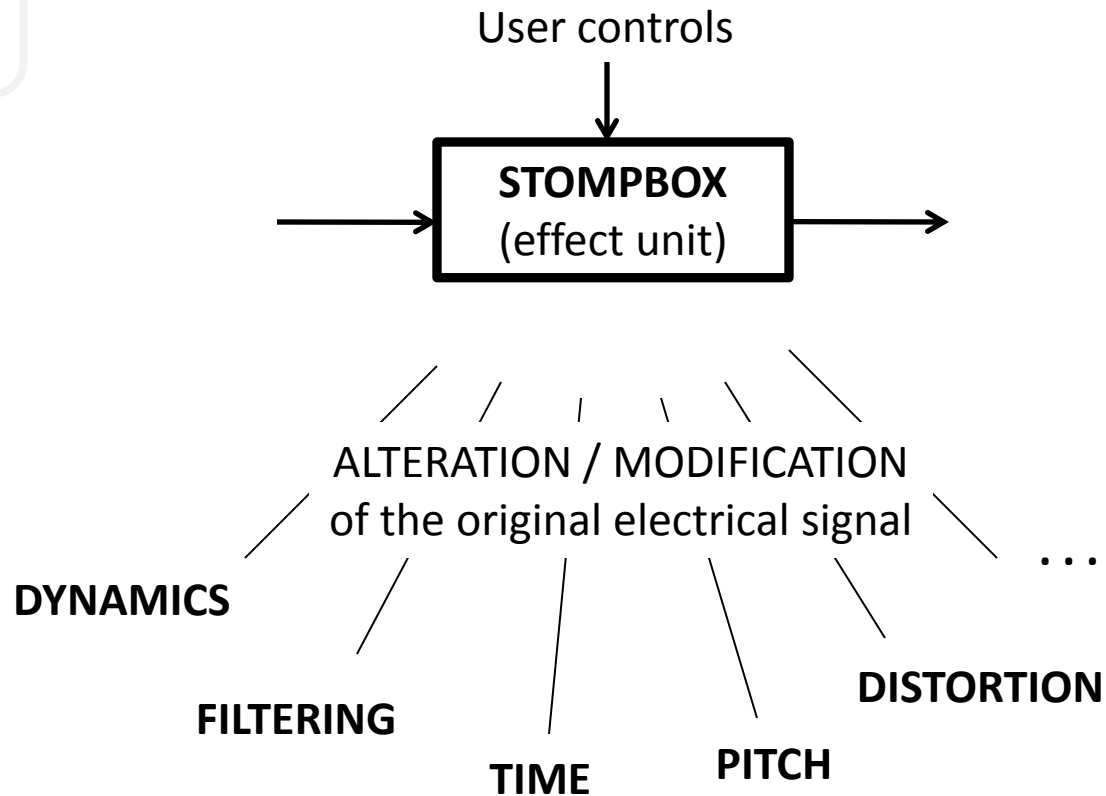 User controls
STOMPBOX
(effect unit)
ALTERATION / MODIFICATION
of the original electrical signal
...
DYNAMICS
FILTERING
TIME
PITCH
DISTORTION